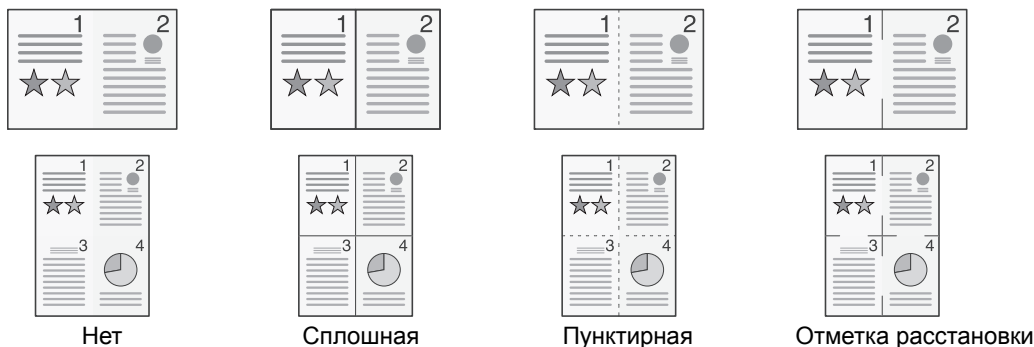 1 2 1 2 1 2 1 2
1 2 1 2 1 2 1 2
3 4 3 4 3 4 3 4
Нет Сплошная Пунктирная Отметка расстановки